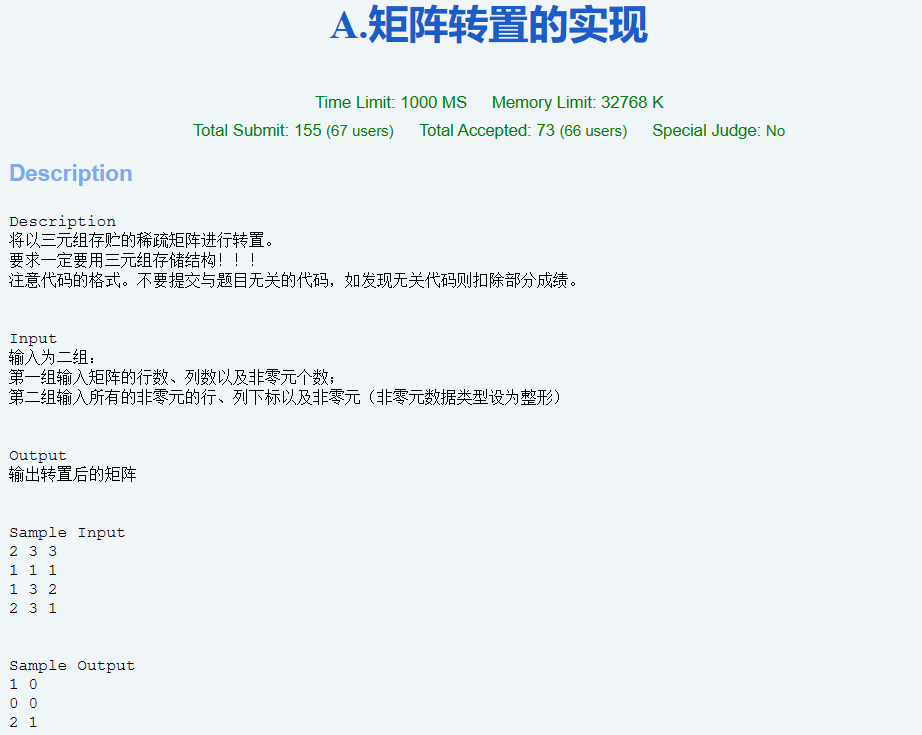 A.矩阵转置的实现
Time Limit: 1000 MS Memory Limit: 32768 K
Total Submit: 155 (67 users) Total Accepted: 73 (66 users) Special Judge: No
Description
Description
将以三元组存贮的稀疏矩阵进行转置。
要求一定要用三元组存储结构！！！
注意代码的格式。不要提交与题目无关的代码，如发现无关代码则扣除部分成绩。
Input
输入为二组：
第一组输入矩阵的行数、列数以及非零元个数；
第二组输入所有的非零元的行、列下标以及非零元（非零元数据类型设为整形）
Output
输出转置后的矩阵
Sample Input
2 3 3
1 1 1
1 3 2
2 3 1
Sample Output
1 0
0 0
2 1